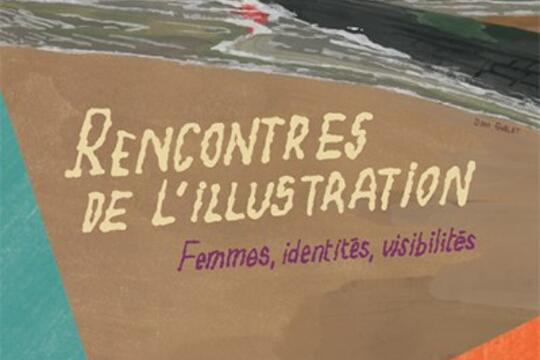 RENCONTRES
DE L'ILLUSTRATION
Femmes, identités, visibilités